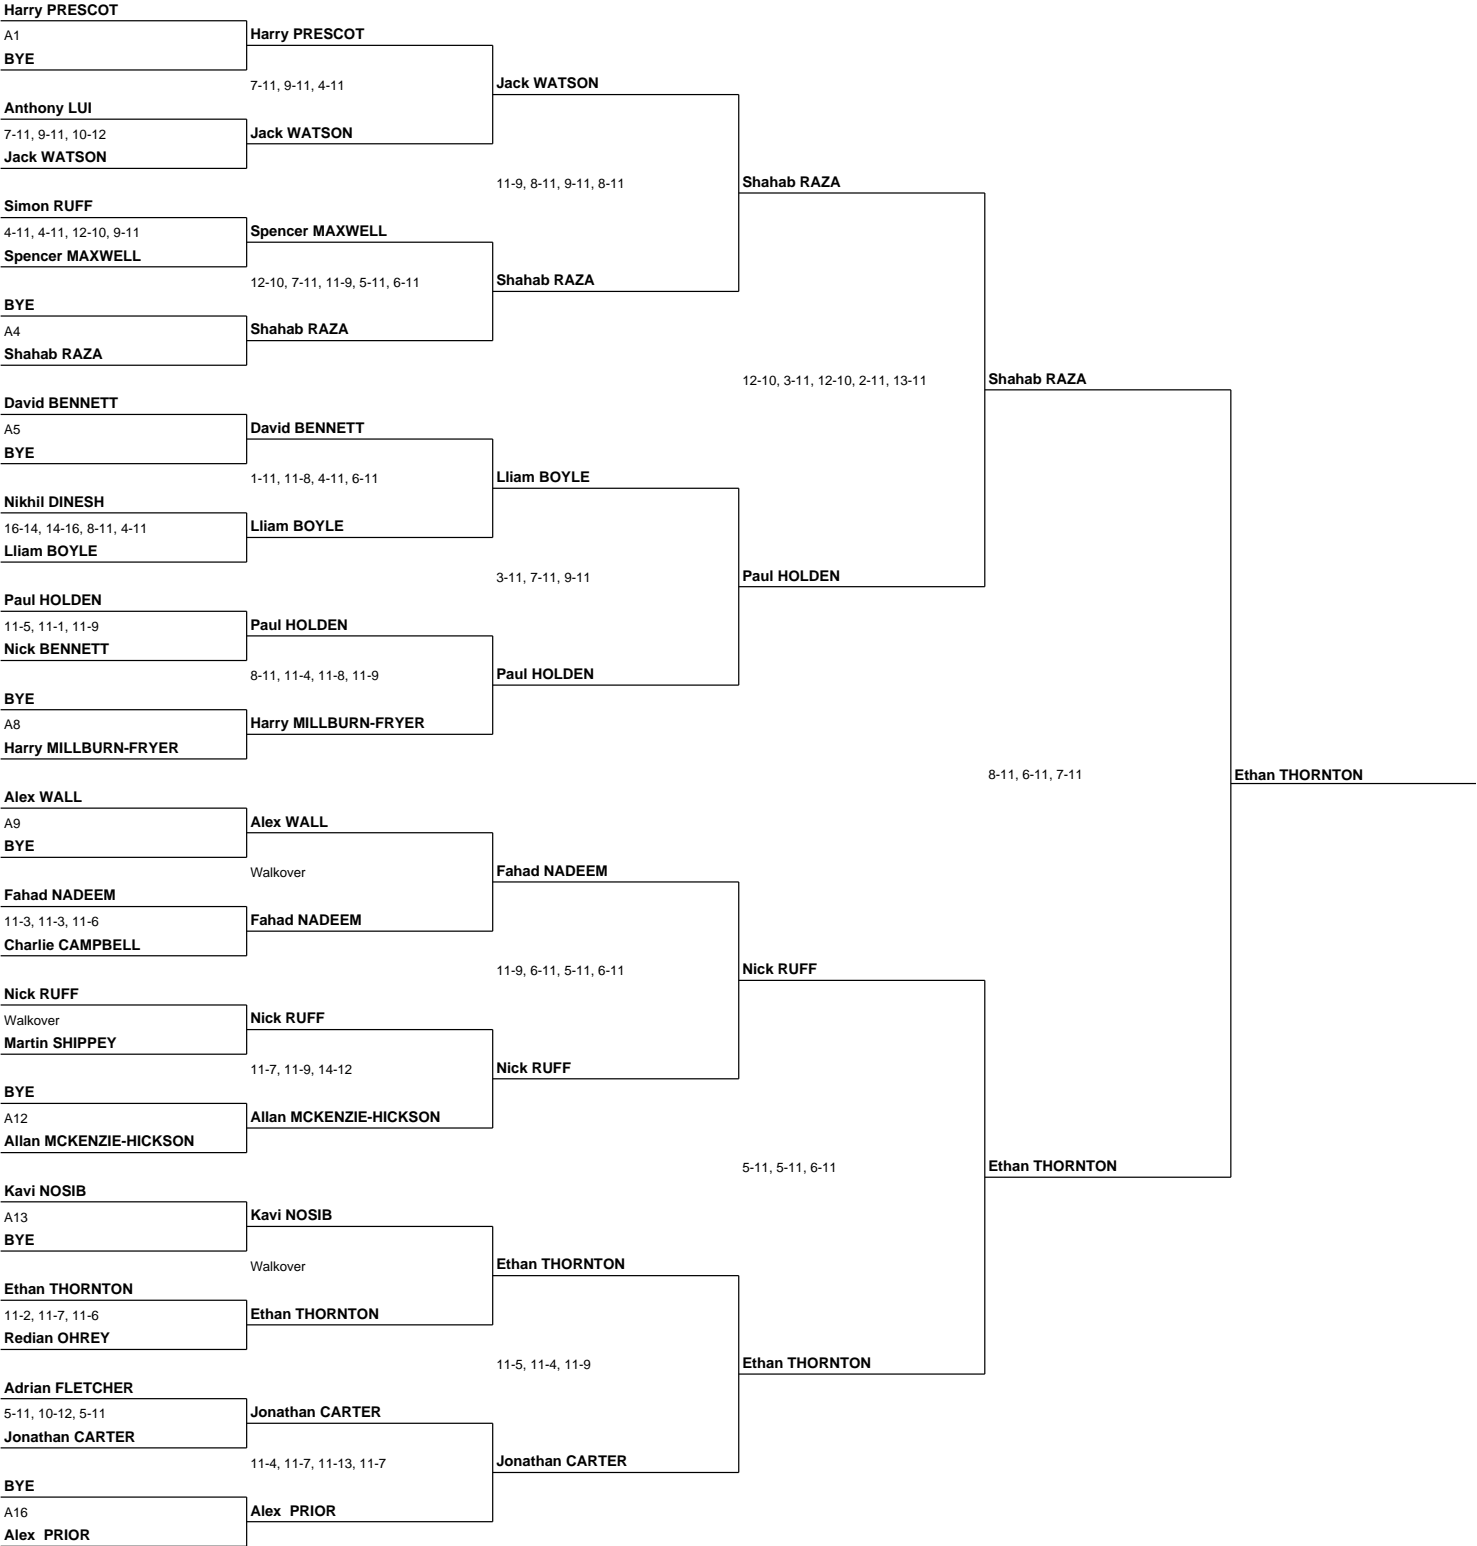 Harry PRESCOT
A1
BYE
Harry PRESCOT
7-11, 9-11, 4-11
Jack WATSON
Anthony LUI
7-11, 9-11, 10-12
Jack WATSON
Jack WATSON
11-9, 8-11, 9-11, 8-11
Shahab RAZA
Simon RUFF
4-11, 4-11, 12-10, 9-11
Spencer MAXWELL
Spencer MAXWELL
12-10, 7-11, 11-9, 5-11, 6-11
Shahab RAZA
BYE
A4
Shahab RAZA
Shahab RAZA
12-10, 3-11, 12-10, 2-11, 13-11
Shahab RAZA
David BENNETT
A5
BYE
David BENNETT
1-11, 11-8, 4-11, 6-11
Lliam BOYLE
Nikhil DINESH
16-14, 14-16, 8-11, 4-11
Lliam BOYLE
Lliam BOYLE
3-11, 7-11, 9-11
Paul HOLDEN
Paul HOLDEN
11-5, 11-1, 11-9
Nick BENNETT
Paul HOLDEN
8-11, 11-4, 11-8, 11-9
Paul HOLDEN
BYE
A8
Harry MILLBURN-FRYER
Harry MILLBURN-FRYER
8-11, 6-11, 7-11
Ethan THORNTON
Alex WALL
A9
BYE
Alex WALL
Walkover
Fahad NADEEM
Fahad NADEEM
11-3, 11-3, 11-6
Charlie CAMPBELL
Fahad NADEEM
11-9, 6-11, 5-11, 6-11
Nick RUFF
Nick RUFF
Walkover
Martin SHIPPEY
Nick RUFF
11-7, 11-9, 14-12
Nick RUFF
BYE
A12
Allan MCKENZIE-HICKSON
Allan MCKENZIE-HICKSON
5-11, 5-11, 6-11
Ethan THORNTON
Kavi NOSIB
A13
BYE
Kavi NOSIB
Walkover
Ethan THORNTON
Ethan THORNTON
11-2, 11-7, 11-6
Redian OHREY
Ethan THORNTON
11-5, 11-4, 11-9
Ethan THORNTON
Adrian FLETCHER
5-11, 10-12, 5-11
Jonathan CARTER
Jonathan CARTER
11-4, 11-7, 11-13, 11-7
Jonathan CARTER
BYE
A16
Alex  PRIOR
Alex  PRIOR